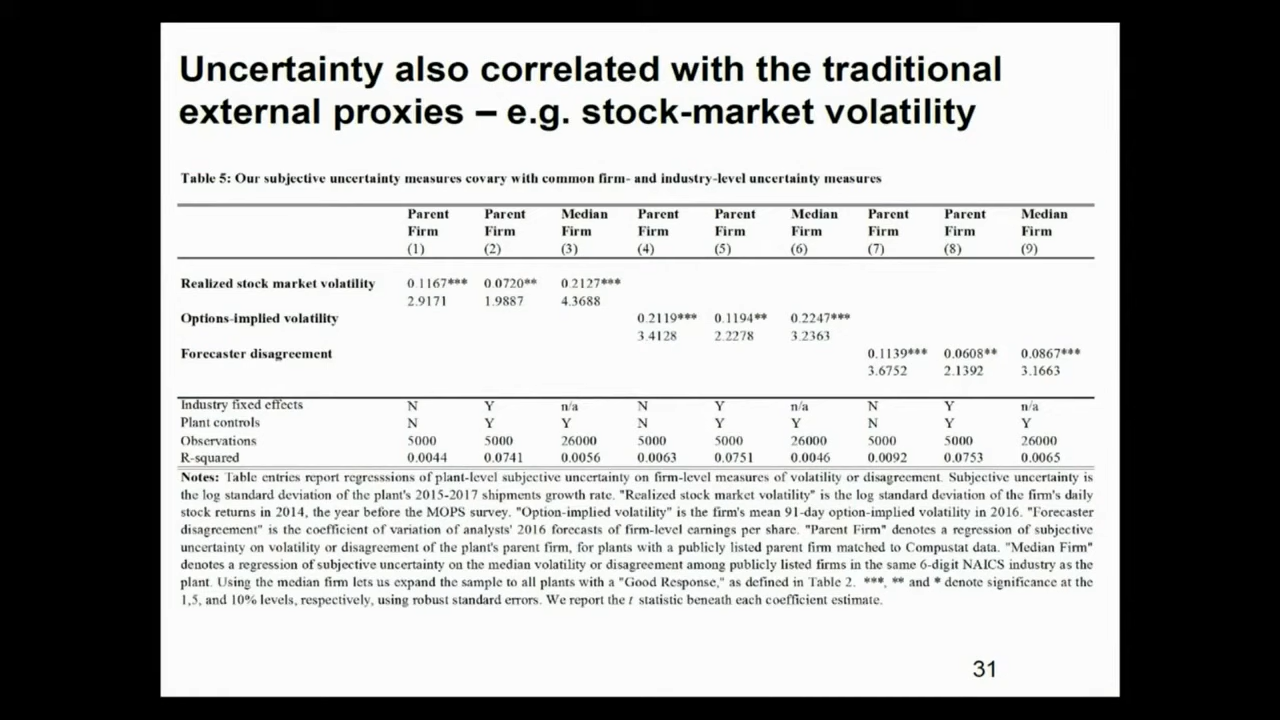 Uncertainty also correlated with the traditional
external proxies – e.g. stock-market volatility
Table 5: Our subjective uncertainty measures covary with common firm- and industry-level uncertainty measures
Parent Parent Median Parent Parent Median Parent Parent Median
Firm Firm Firm Firm Firm Firm Firm Firm Firm
(1) (2) (3) (4) (5) (6) (7) (8) (9)
Realized stock market volatility 0.1167*** 0.0720** 0.2127***
2.9171 1.9887 4.3688
Options-implied volatility 0.2119*** 0.1194** 0.2247***
3.4128 2.2278 3.2363
Forecaster disagreement 0.1139*** 0.0608** 0.0867***
3.6752 2.1392 3.1663
Industry fixed effects N Y n/a N Y n/a N Y n/a
Plant controls N Y Y N Y Y N Y Y
Observations 5000 5000 26000 5000 5000 26000 5000 5000 26000
R-squared 0.0044 0.0741 0.0056 0.0063 0.0751 0.0046 0.0092 0.0753 0.0065
Notes: Table entries report regresssions of plant-level subjective uncertainty on firm-level measures of volatility or disagreement. Subjective uncertainty is
the log standard deviation of the plant's 2015-2017 shipments growth rate. "Realized stock market volatility" is the log standard deviation of the firm's daily
stock returns in 2014, the year before the MOPS survey. "Option-implied volatility" is the firm's mean 91-day option-implied volatility in 2016. "Forecaster
disagreement" is the coefficient of variation of analysts' 2016 forecasts of firm-level earnings per share. "Parent Firm" denotes a regression of subjective
uncertainty on volatility or disagreement of the plant's parent firm, for plants with a publicly listed parent firm matched to Compustat data. "Median Firm"
denotes a regression of subjective uncertainty on the median volatility or disagreement among publicly listed firms in the same 6-digit NAICS industry as the
plant. Using the median firm lets us expand the sample to all plants with a "Good Response," as defined in Table 2. ***, ** and * denote significance at the
1,5, and 10% levels, respectively, using robust standard errors. We report the t statistic beneath each coefficient estimate.
31